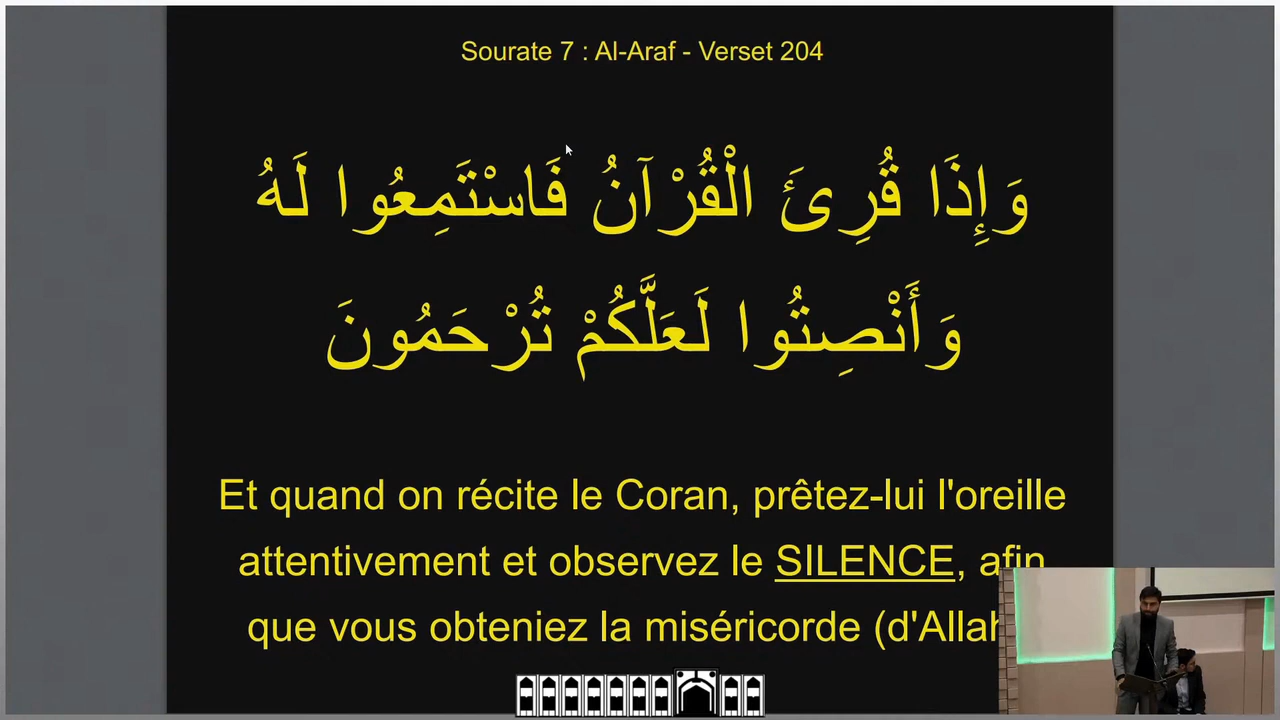 Sourate 7 : Al-Araf - Verset 204
وَإِذَا قُرِئَ الْقُرْآنُ فَاسْتَمِعُوا لَهُ
وَأَنْصِتُوا لَعَلَّكُمْ تُرْحَمُونَ
Et quand on récite le Coran, prêtez-lui l'oreille
attentivement et observez le SILENCE, afin
que vous obteniez la miséricorde (d'Allah